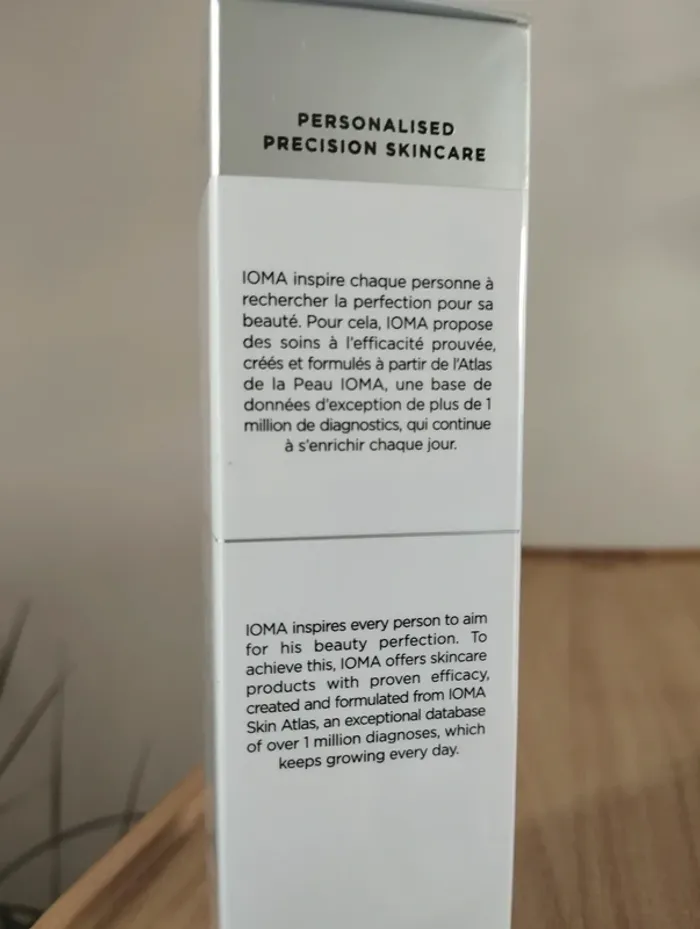 PERSONALISED
PRECISION SKINCARE
IOMA inspire chaque personne à
rechercher la perfection pour sa
beauté. Pour cela, IOMA propose
des soins à l'efficacité prouvée,
créés et formulés à partir de l'Atlas
de la Peau IOMA, une base de
données d'exception de plus de 1
million de diagnostics, qui continue
à s'enrichir chaque jour.
IOMA inspires every person to aim
for his beauty perfection. To
achieve this, IOMA offers skincare
products with proven efficacy,
created and formulated from IOMA
Skin Atlas, an exceptional database
of over 1 million diagnoses, which
keeps growing every day.